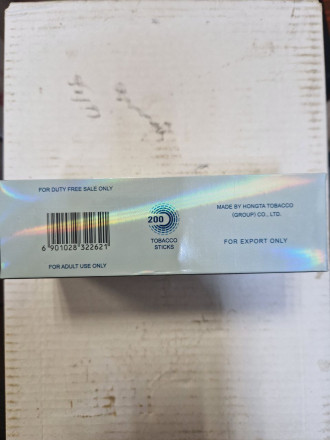 FOR DUTY FREE SALE ONLY
6 901028 322621
FOR ADULT USE ONLY
200
TOBACCO
STICKS
MADE BY HONGTA TOBACCO
(GROUP) CO., LTD.
FOR EXPORT ONLY